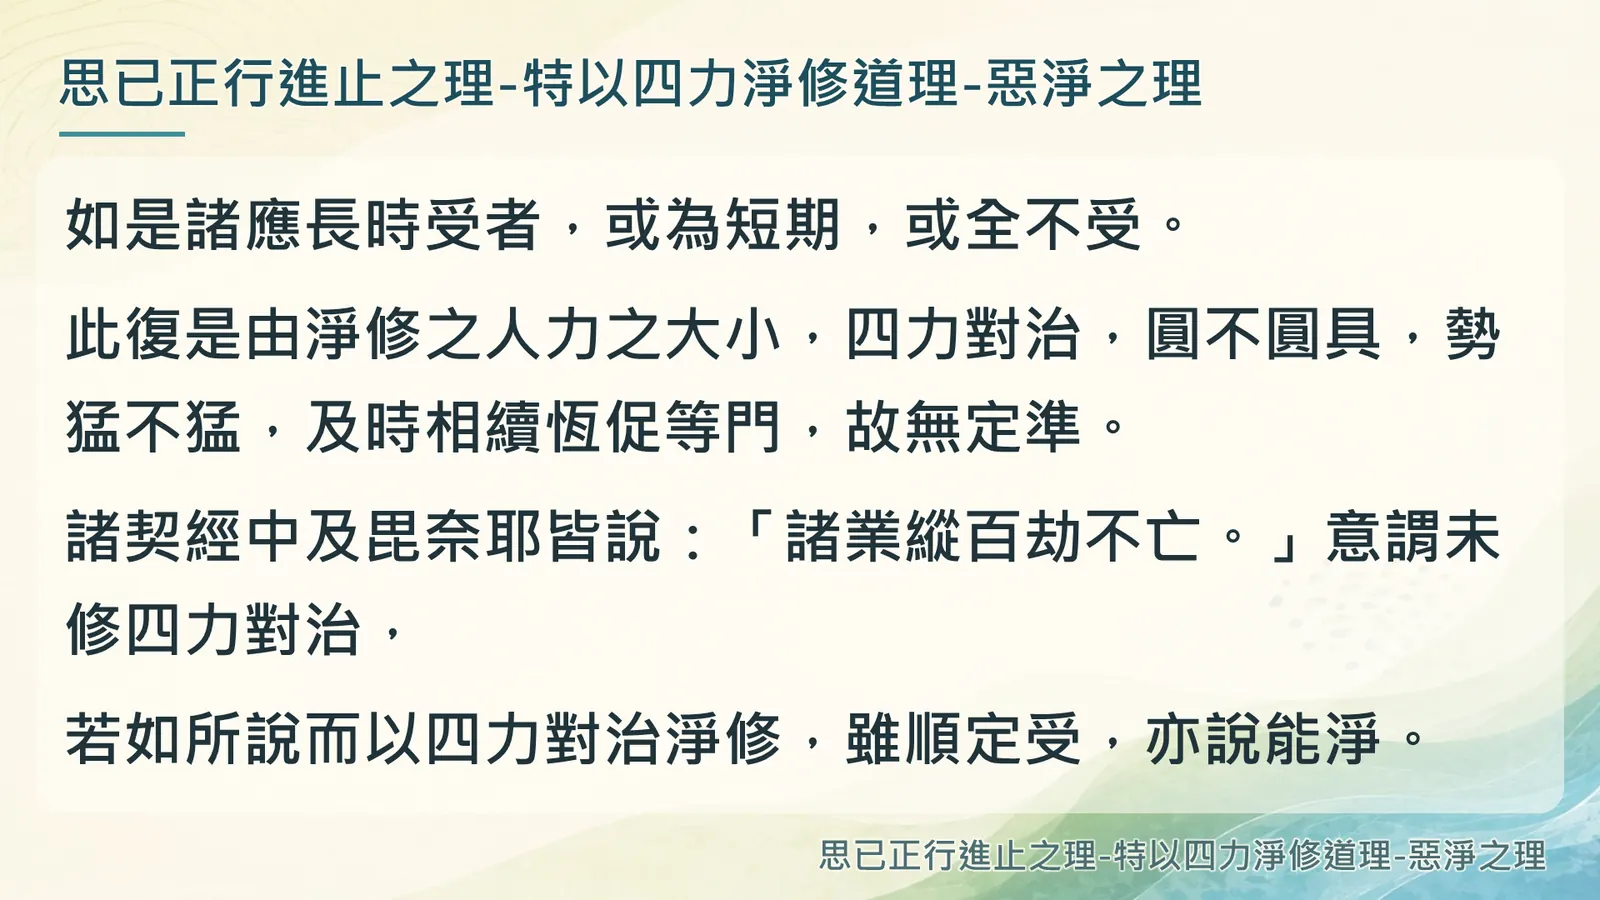 思已正行進止之理-特以四力淨修道理-惡淨之理
如是諸應長時受者，或為短期，或全不受。
此復是由淨修之人力之大小，四力對治，圓不圓具，勢
猛不猛，及時相續恆促等門，故無定準。
諸契經中及毘奈耶皆說：「諸業縱百劫不亡。」意謂未
修四力對治，
若如所說而以四力對治淨修，雖順定受，亦說能淨。
思已正行進止之理-特以四力淨修道理-惡淨之理